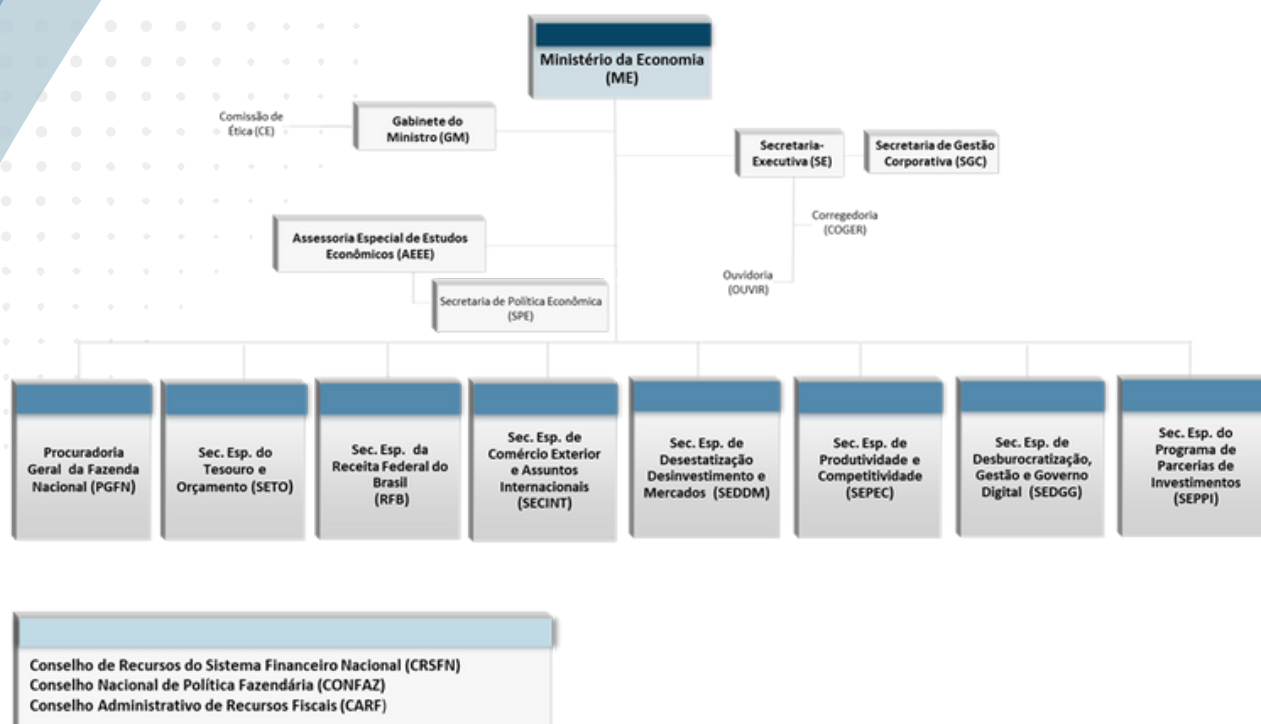 Ministério da Economia
(ME)
Comissão de
Ética (CE)
Gabinete do
Ministro (GM)
Secretaria-
Executiva (SE)
Secretaria de Gestão
Corporativa (SGC)
Corregedoria
(COGER)
Assessoria Especial de Estudos
Econômicos (AEEE)
Ouvidoria
(OUVIR)
Secretaria de Política Econômica
(SPE)
Procuradoria
Geral da Fazenda
Nacional (PGFN)
Sec. Esp. do
Tesouro e
Orçamento (SETO)
Sec. Esp. da
Receita Federal do
Brasil
(RFB)
Sec. Esp. de
Comércio Exterior
e Assuntos
Internacionais
(SECINT)
Sec. Esp. de
Desestatização
Desinvestimento e
Mercados (SEDDM)
Sec. Esp. de
Produtividade e
Competitividade
(SEPEC)
Sec. Esp. de
Desburocratização,
Gestão e Governo
Digital (SEDGG)
Sec. Esp. do
Programa de
Parcerias de
Investimentos
(SEPPI)
Conselho de Recursos do Sistema Financeiro Nacional (CRSFN)
Conselho Nacional de Política Fazendária (CONFAZ)
Conselho Administrativo de Recursos Fiscais (CARF)